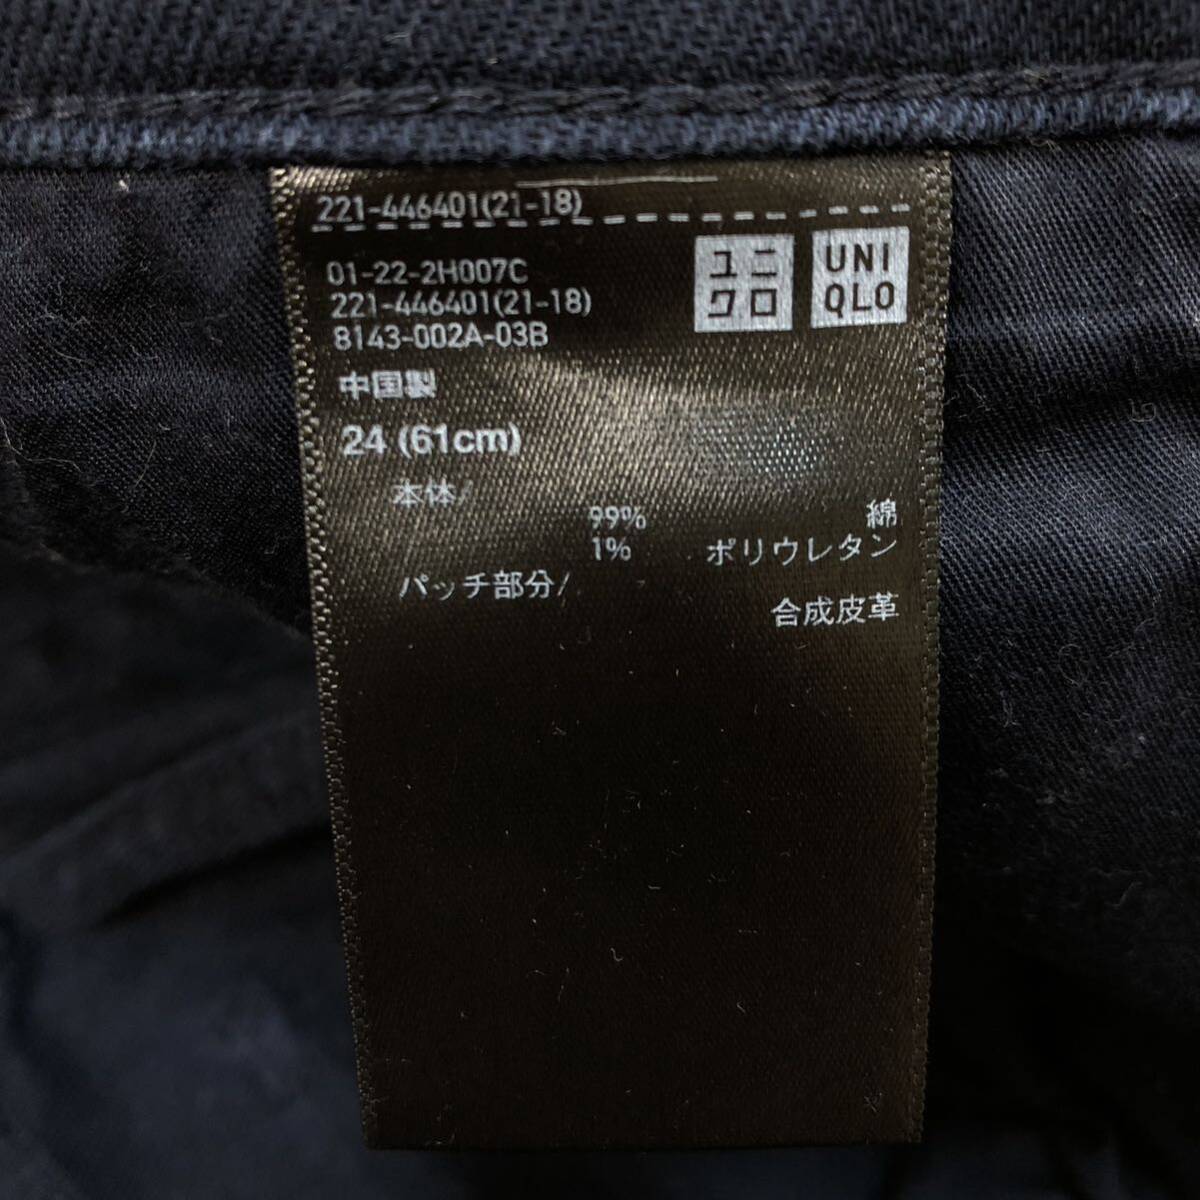 221-446401(21-18)
01-22-2H007C
221-446401(21-18)
8143-002A-03B
ユニ
クロ
UNI
QLO
中国製
24 (61cm)
本体/
99% 綿
1% ポリウレタン
パッチ部分/
合成皮革